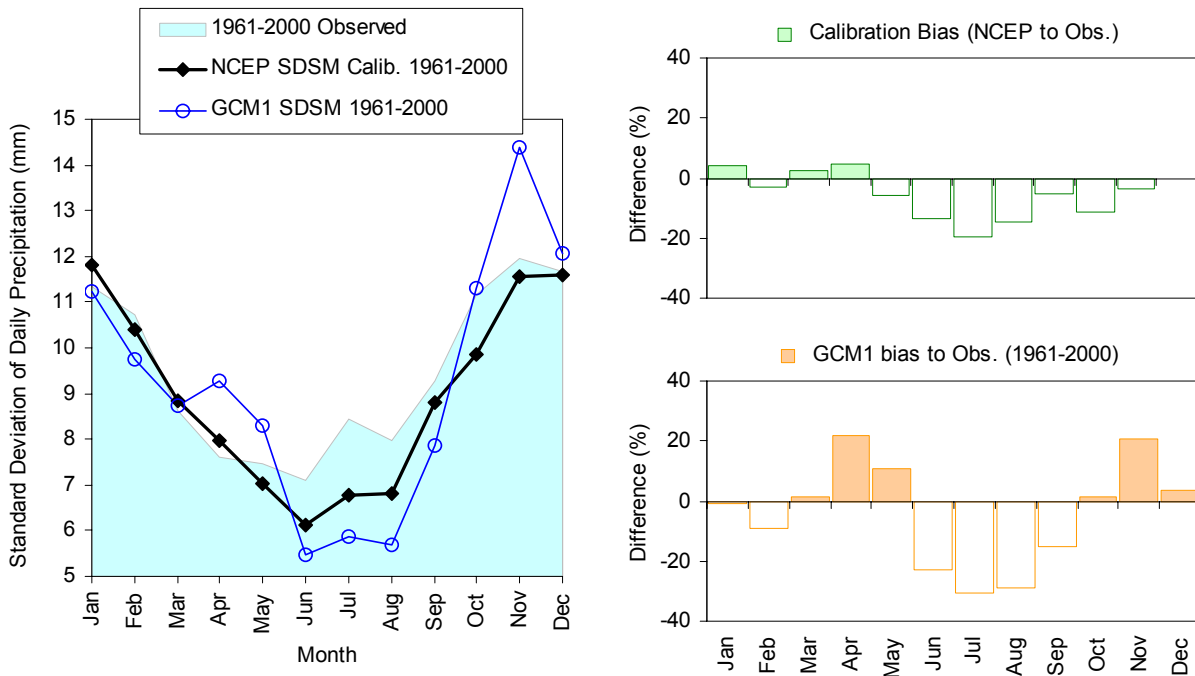 1961-2000 Observed
NCEP SDSM Calib. 1961-2000
GCM1 SDSM 1961-2000
Standard Deviation of Daily Precipitation (mm)
15
14
13
12
11
10
9
8
7
6
5
Jan
Feb
Mar
Apr
May
Jun
Jul
Aug
Sep
Oct
Nov
Dec
Month
Calibration Bias (NCEP to Obs.)
Difference (%)
40
20
0
-20
-40
GCM1 bias to Obs. (1961-2000)
Difference (%)
40
20
0
-20
-40
Jan
Feb
Mar
Apr
May
Jun
Jul
Aug
Sep
Oct
Nov
Dec